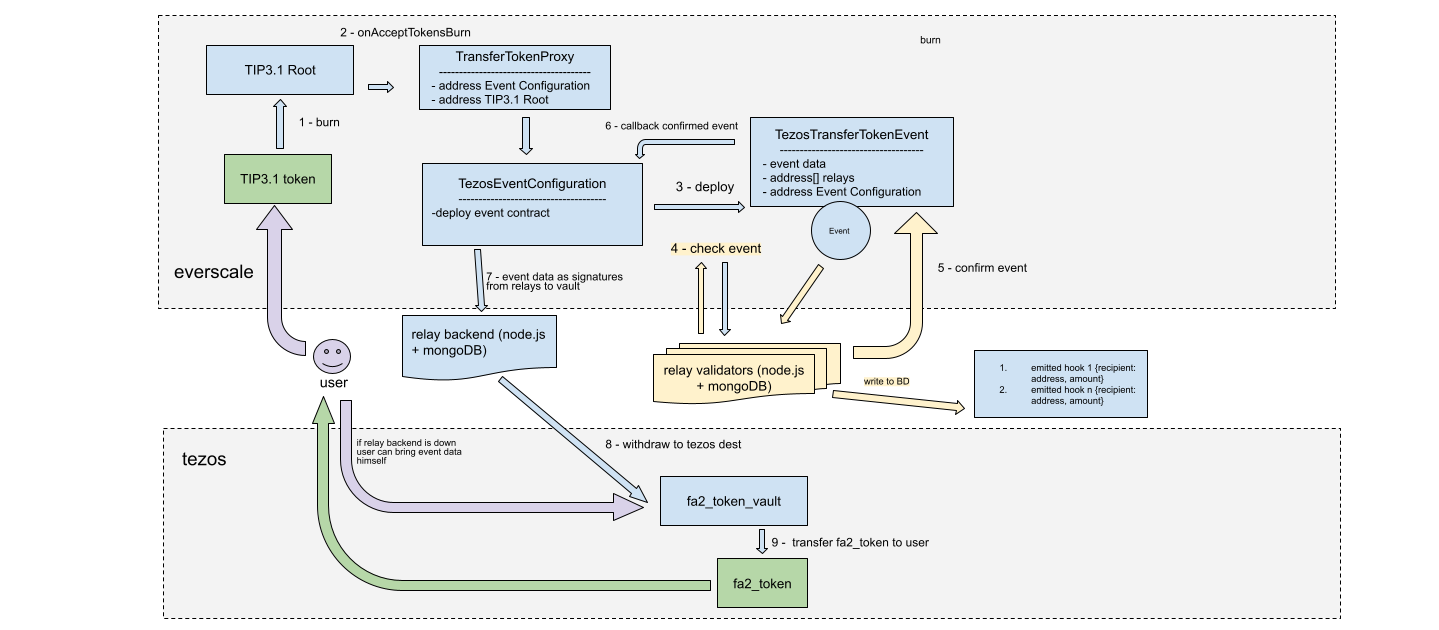 2 - onAcceptTokensBurn
burn
TIP3.1 Root
TransferTokenProxy
--------------------------------------
- address Event Configuration
- address TIP3.1 Root
1 - burn
6 - callback confirmed event
TezosTransferTokenEvent
------------------------------------
- event data
- address[] relays
- address Event Configuration
TIP3.1 token
TezosEventConfiguration
-------------------------------------
-deploy event contract
3 - deploy
Event
4 - check event
5 - confirm event
everscale
7 - event data as signatures
from relays to vault
relay backend (node.js
+ mongoDB)
user
relay validators (node.js
+ mongoDB)
write to BD
1. emitted hook 1 {recipient:
address, amount}
2. emitted hook n {recipient:
address, amount}
tezos
if relay backend is down
user can bring event data
himself
8 - withdraw to tezos dest
fa2_token_vault
9 - transfer fa2_token to user
fa2_token